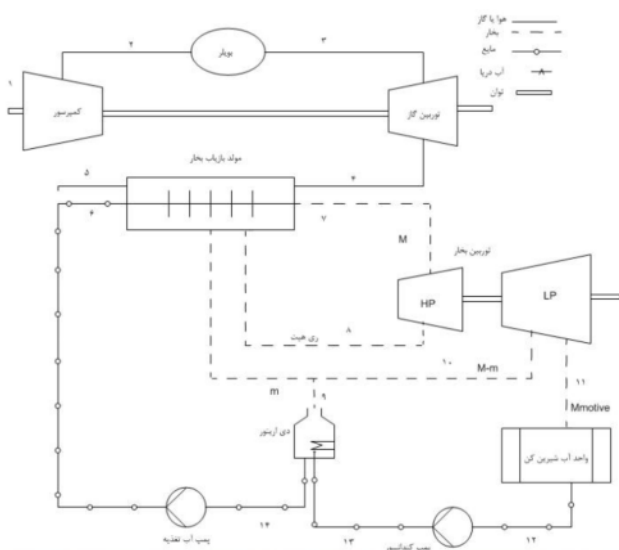 هوا یا گاز
بخار
مایع
آب دریا
توان
۱
۲
بویلر
۳
کمپرسور
توربین گاز
مولد بازیاب بخار
۵
۴
۶
۷
M
توربین بخار
HP
LP
ری هیت
۸
۱۰
M-m
m
۹
۱۱
Mmotive
دی اریتور
واحد آب شیرین کن
پمپ آب تغذیه
۱۴
۱۳
پمپ کندانسور
۱۲